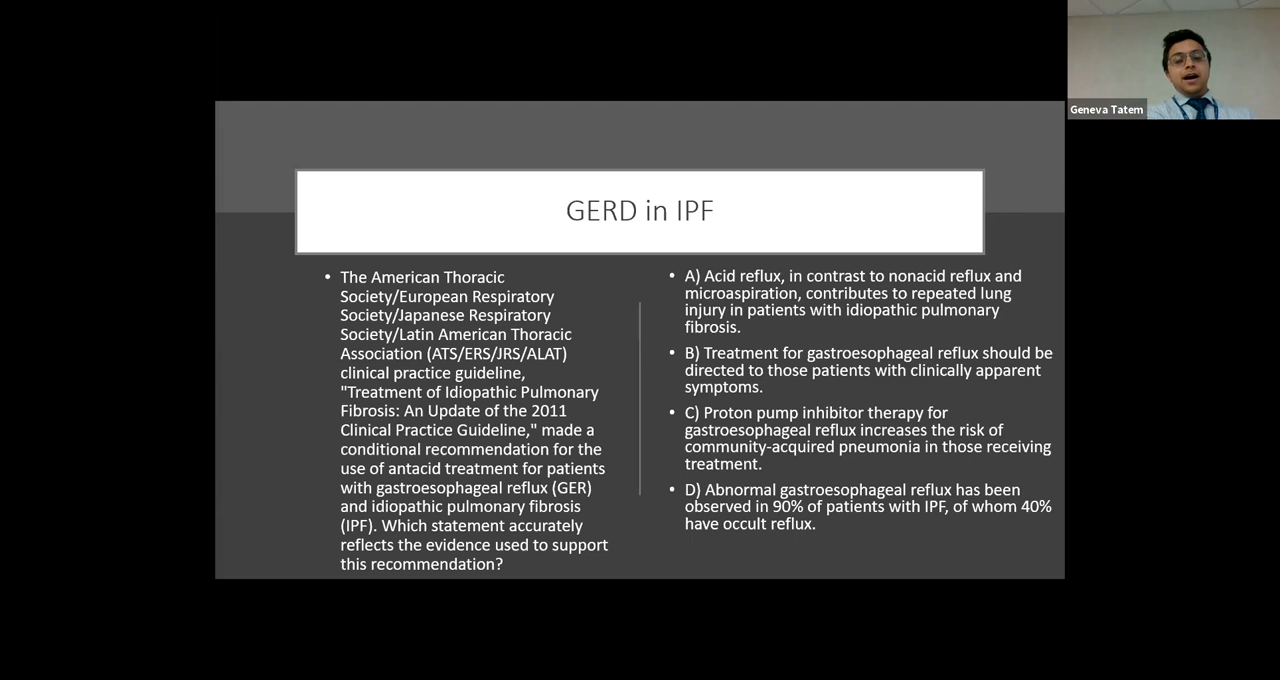 Geneva Tatem
GERD in IPF
• The American Thoracic
Society/European Respiratory
Society/Japanese Respiratory
Society/Latin American Thoracic
Association (ATS/ERS/JRS/ALAT)
clinical practice guideline,
"Treatment of Idiopathic Pulmonary
Fibrosis: An Update of the 2011
Clinical Practice Guideline," made a
conditional recommendation for the
use of antacid treatment for patients
with gastroesophageal reflux (GER)
and idiopathic pulmonary fibrosis
(IPF). Which statement accurately
reflects the evidence used to support
this recommendation?
• A) Acid reflux, in contrast to nonacid reflux and
microaspiration, contributes to repeated lung
injury in patients with idiopathic pulmonary
fibrosis.
• B) Treatment for gastroesophageal reflux should be
directed to those patients with clinically apparent
symptoms.
• C) Proton pump inhibitor therapy for
gastroesophageal reflux increases the risk of
community-acquired pneumonia in those receiving
treatment.
• D) Abnormal gastroesophageal reflux has been
observed in 90% of patients with IPF, of whom 40%
have occult reflux.